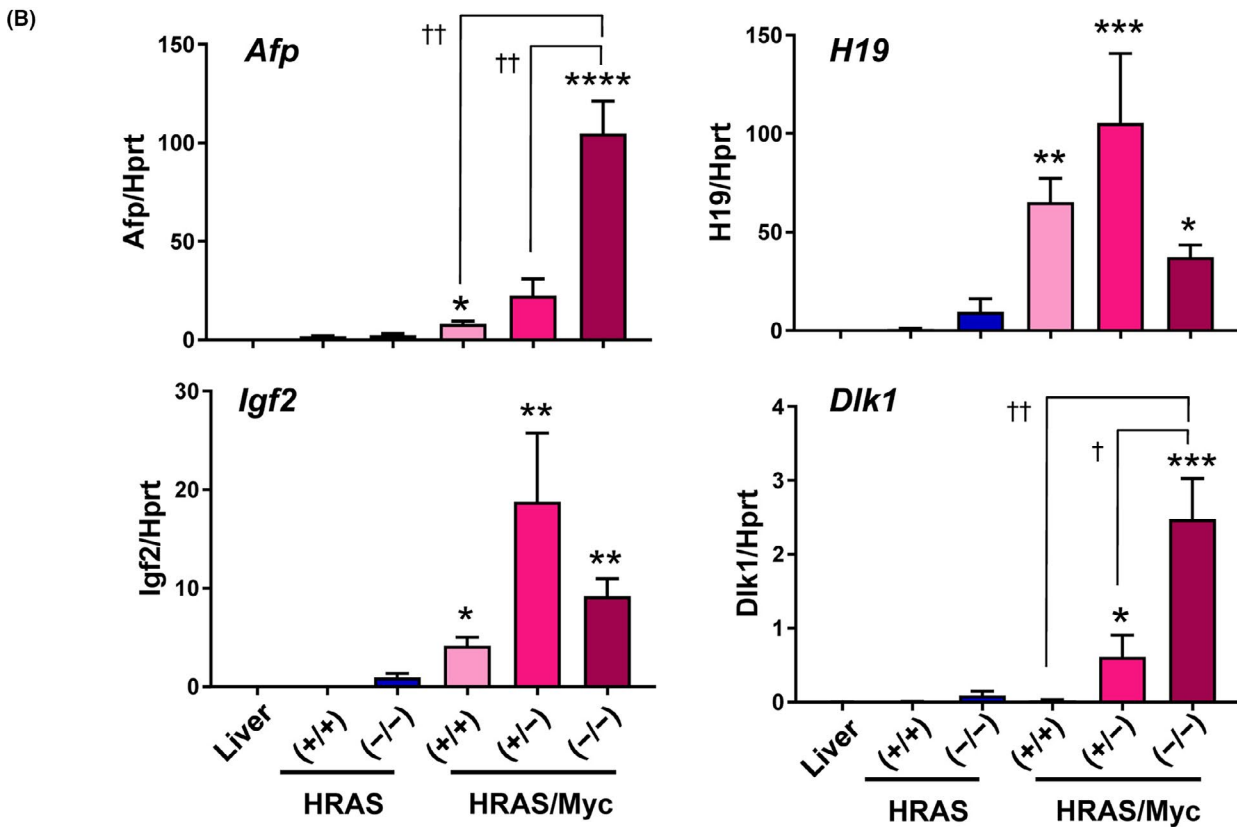 (B)
Afp
Afp/Hprt
150
100
50
0
††
††
*
****
H19
H19/Hprt
150
100
50
0
**
***
*
Igf2
Igf2/Hprt
30
20
10
0
*
**
**
Liver
(+/+)
(−/−)
(+/+)
(+/−)
(−/−)
HRAS
HRAS/Myc
Dlk1
Dlk1/Hprt
4
3
2
1
0
††
†
*
***
Liver
(+/+)
(−/−)
(+/+)
(+/−)
(−/−)
HRAS
HRAS/Myc